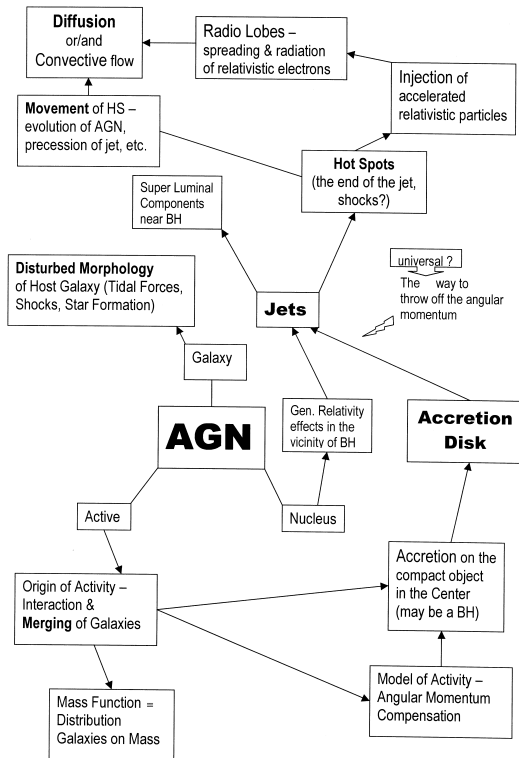 Diffusion
or/and
Convective flow
Radio Lobes –
spreading & radiation
of relativistic electrons
Injection of
accelerated
relativistic particles
Movement of HS –
evolution of AGN,
precession of jet, etc.
Hot Spots
(the end of the jet,
shocks?)
Super Luminal
Components
near BH
Disturbed Morphology
of Host Galaxy (Tidal Forces,
Shocks, Star Formation)
universal ?
The way to
throw off the angular
momentum
Jets
Galaxy
AGN
Gen. Relativity
effects in the
vicinity of BH
Accretion
Disk
Active
Nucleus
Origin of Activity –
Interaction &
Merging of Galaxies
Accretion on the
compact object
in the Center
(may be a BH)
Mass Function =
Distribution
Galaxies on Mass
Model of Activity –
Angular Momentum
Compensation